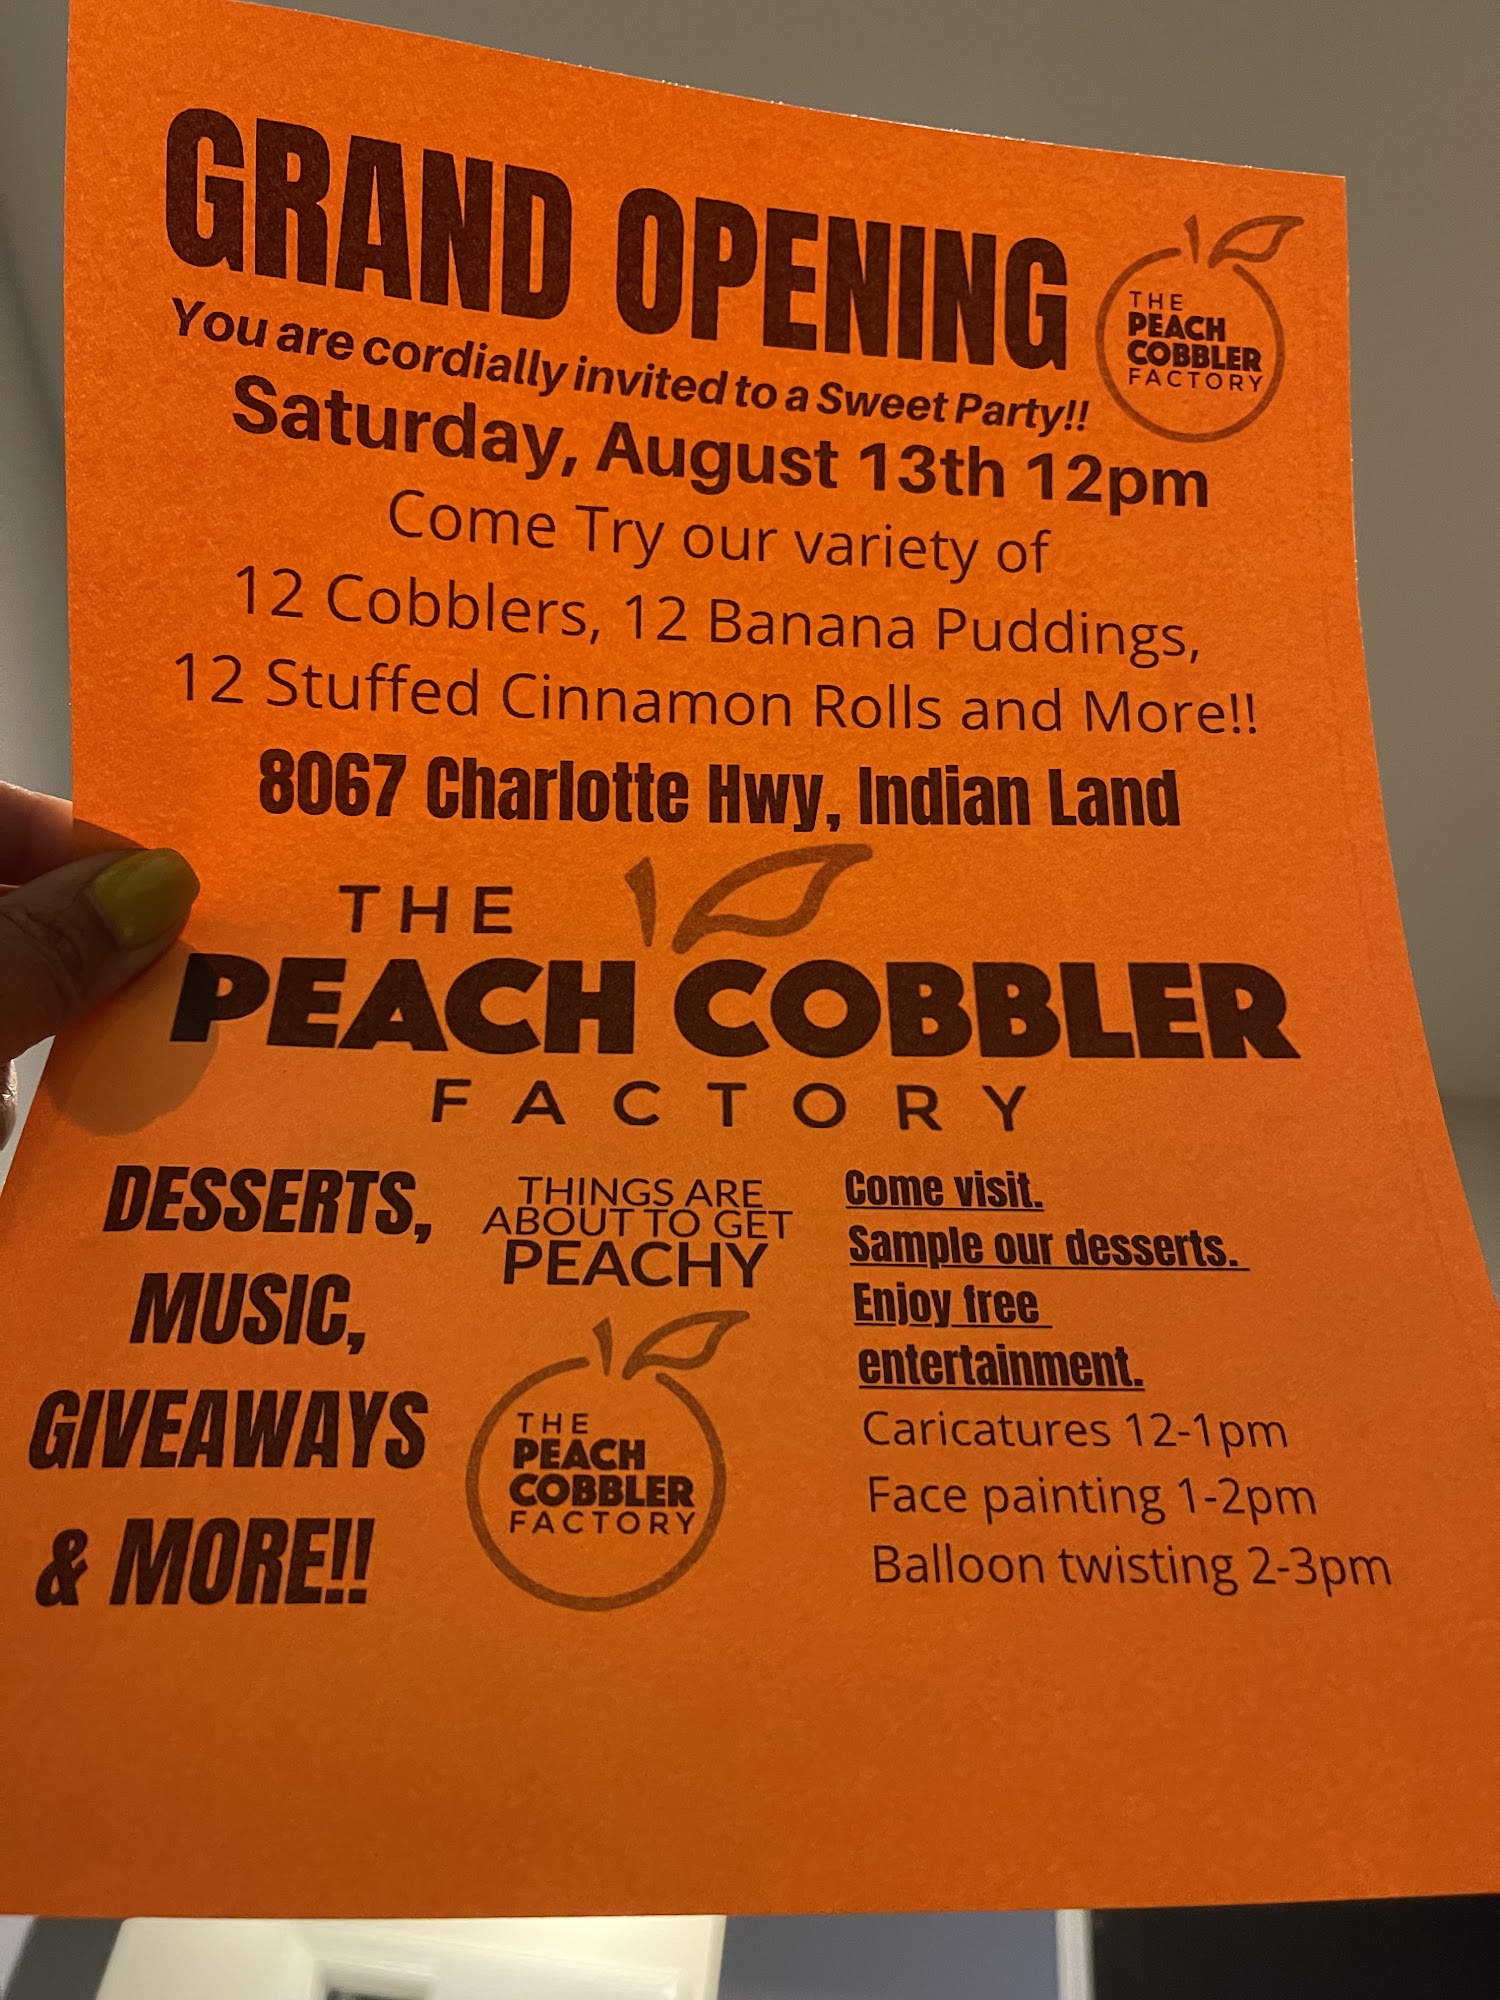 GRAND OPENING
THE
PEACH
COBBLER
FACTORY
You are cordially invited to a Sweet Party!!
Saturday, August 13th 12pm
Come Try our variety of
12 Cobblers, 12 Banana Puddings,
12 Stuffed Cinnamon Rolls and More!!
8067 Charlotte Hwy, Indian Land
THE
PEACH COBBLER
FACTORY
DESSERTS,
MUSIC,
GIVEAWAYS
& MORE!!
THINGS ARE
ABOUT TO GET
PEACHY
THE
PEACH
COBBLER
FACTORY
Come visit.
Sample our desserts.
Enjoy free
entertainment.
Caricatures 12-1pm
Face painting 1-2pm
Balloon twisting 2-3pm